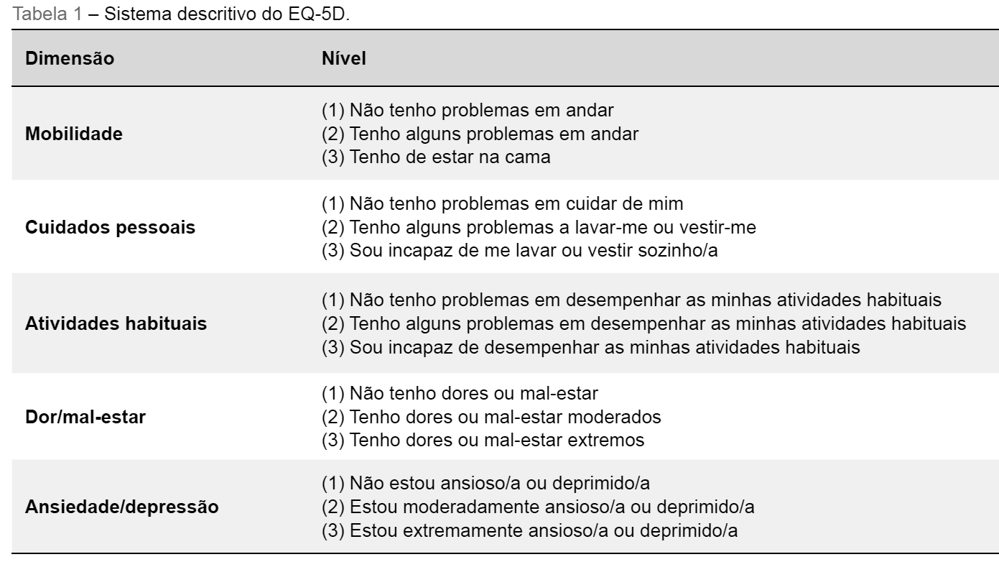 Tabela 1 – Sistema descritivo do EQ-5D.
Dimensão Nível
Mobilidade
(1) Não tenho problemas em andar
(2) Tenho alguns problemas em andar
(3) Tenho de estar na cama
Cuidados pessoais
(1) Não tenho problemas em cuidar de mim
(2) Tenho alguns problemas a lavar-me ou vestir-me
(3) Sou incapaz de me lavar ou vestir sozinho/a
Atividades habituais
(1) Não tenho problemas em desempenhar as minhas atividades habituais
(2) Tenho alguns problemas em desempenhar as minhas atividades habituais
(3) Sou incapaz de desempenhar as minhas atividades habituais
Dor/mal-estar
(1) Não tenho dores ou mal-estar
(2) Tenho dores ou mal-estar moderados
(3) Tenho dores ou mal-estar extremos
Ansiedade/depressão
(1) Não estou ansioso/a ou deprimido/a
(2) Estou moderadamente ansioso/a ou deprimido/a
(3) Estou extremamente ansioso/a ou deprimido/a